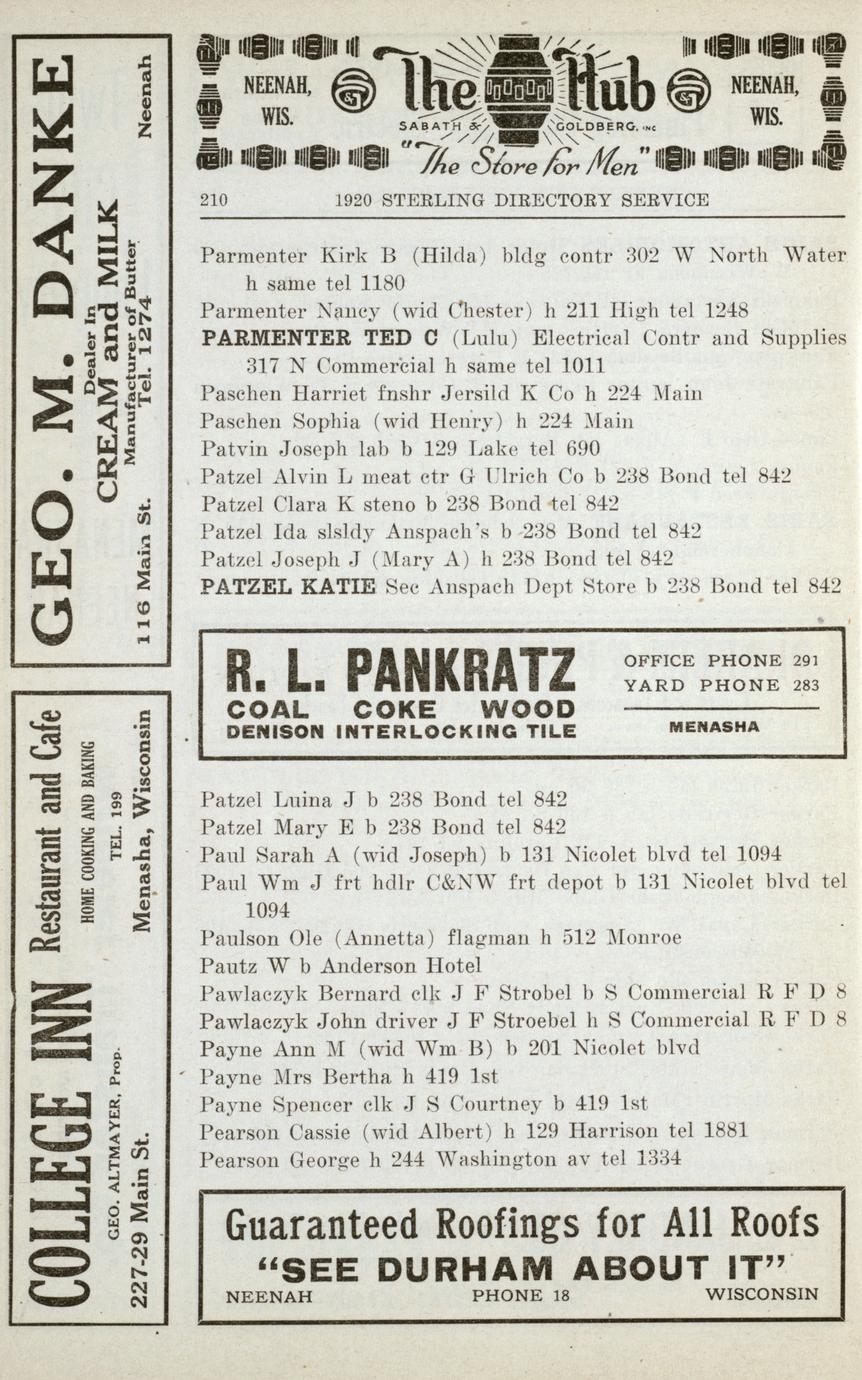 GEO. M. DANKE
Dealer In
CREAM and MILK
Manufacturer of Butter
116 Main St. Tel. 1274 Neenah
COLLEGE INN Restaurant and Cafe
HOME COOKING AND BAKING
GEO. ALTMAYER, Prop. TEL. 199
227-29 Main St. Menasha, Wisconsin
NEENAH, WIS. The Hub NEENAH, WIS.
SABATH & GOLDBERG, INC
"The Store for Men"
210 1920 STERLING DIRECTORY SERVICE
Parmenter Kirk B (Hilda) bldg contr 302 W North Water
h same tel 1180
Parmenter Nancy (wid Chester) h 211 High tel 1248
PARMENTER TED C (Lulu) Electrical Contr and Supplies
317 N Commercial h same tel 1011
Paschen Harriet fnshr Jersild K Co h 224 Main
Paschen Sophia (wid Henry) h 224 Main
Patvin Joseph lab b 129 Lake tel 690
Patzel Alvin L meat ctr G Ulrich Co b 238 Bond tel 842
Patzel Clara K steno b 238 Bond tel 842
Patzel Ida slsldy Anspach's b 238 Bond tel 842
Patzel Joseph J (Mary A) h 238 Bond tel 842
PATZEL KATIE Sec Anspach Dept Store b 238 Bond tel 842
R. L. PANKRATZ
COAL COKE WOOD
DENISON INTERLOCKING TILE
OFFICE PHONE 291
YARD PHONE 283
MENASHA
Patzel Luina J b 238 Bond tel 842
Patzel Mary E b 238 Bond tel 842
Paul Sarah A (wid Joseph) b 131 Nicolet blvd tel 1094
Paul Wm J frt hdlr C&NW frt depot b 131 Nicolet blvd tel
1094
Paulson Ole (Annetta) flagman h 512 Monroe
Pautz W b Anderson Hotel
Pawlaczyk Bernard clk J F Strobel b S Commercial R F D 8
Pawlaczyk John driver J F Stroebel h S Commercial R F D 8
Payne Ann M (wid Wm B) b 201 Nicolet blvd
Payne Mrs Bertha h 419 1st
Payne Spencer clk J S Courtney b 419 1st
Pearson Cassie (wid Albert) h 129 Harrison tel 1881
Pearson George h 244 Washington av tel 1334
Guaranteed Roofings for All Roofs
"SEE DURHAM ABOUT IT"
NEENAH PHONE 18 WISCONSIN